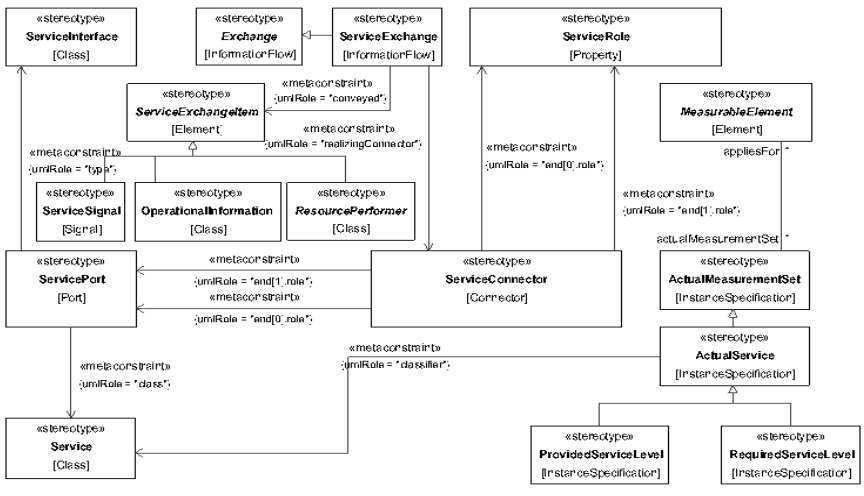 «stereotype»
ServiceInterface
[Class]
«stereotype»
Exchange
[InformationFlow]
«stereotype»
ServiceExchange
[InformationFlow]
«stereotype»
ServiceRole
[Property]
«metaconstraint»
{umlRole = "conveyed"}
«stereotype»
ServiceExchangeItem
[Element]
«stereotype»
MeasurableElement
[Element]
«metaconstraint»
{umlRole = "realizingConnector"}
«metaconstraint»
{umlRole = "end[0].role"}
appliesFor *
«metaconstraint»
{umlRole = "type"}
«stereotype»
ServiceSignal
[Signal]
«stereotype»
OperationalInformation
[Class]
«stereotype»
ResourcePerformer
[Class]
«metaconstraint»
{umlRole = "end[1].role"}
actualMeasurementSet *
«stereotype»
ServicePort
[Port]
«metaconstraint»
{umlRole = "end[1].role"}
«metaconstraint»
{umlRole = "end[0].role"}
«stereotype»
ServiceConnector
[Connector]
«stereotype»
ActualMeasurementSet
[InstanceSpecification]
«stereotype»
ActualService
[InstanceSpecification]
«metaconstraint»
{umlRole = "class"}
«metaconstraint»
{umlRole = "classifier"}
«stereotype»
Service
[Class]
«stereotype»
ProvidedServiceLevel
[InstanceSpecification]
«stereotype»
RequiredServiceLevel
[InstanceSpecification]